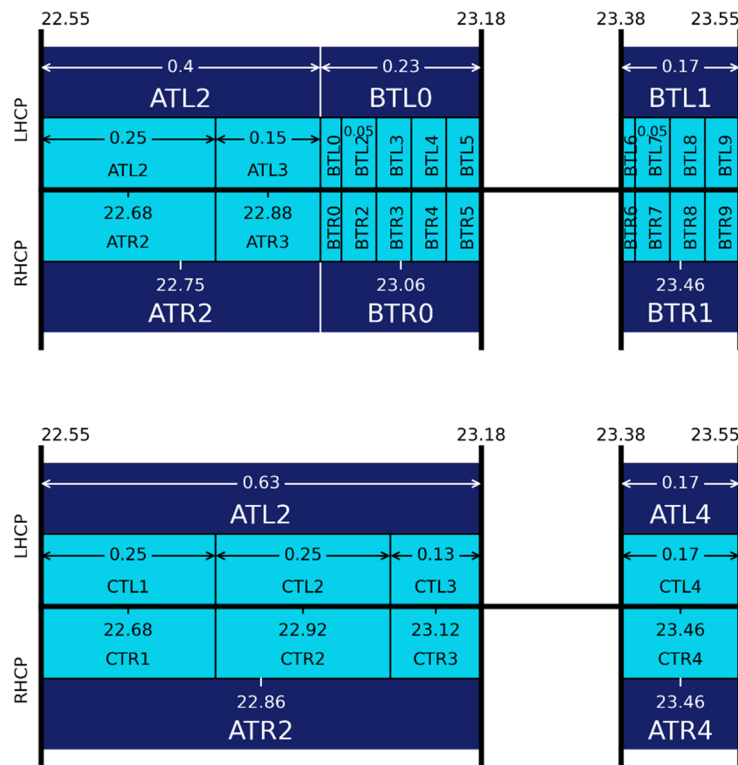 22.55 23.18 23.38 23.55
0.4 0.23 0.17
ATL2 BTL0 BTL1
LHCP
0.25 0.15 0.05 0.05
ATL2 ATL3 BTL0 BTL2 BTL3 BTL4 BTL5 BTL6 BTL7 BTL8 BTL9
22.68 22.88
ATR2 ATR3 BTR0 BTR2 BTR3 BTR4 BTR5 BTR6 BTR7 BTR8 BTR9
RHCP
22.75 23.06 23.46
ATR2 BTR0 BTR1
22.55 23.18 23.38 23.55
0.63 0.17
ATL2 ATL4
LHCP
0.25 0.25 0.13 0.17
CTL1 CTL2 CTL3 CTL4
22.68 22.92 23.12 23.46
CTR1 CTR2 CTR3 CTR4
RHCP
22.86 23.46
ATR2 ATR4